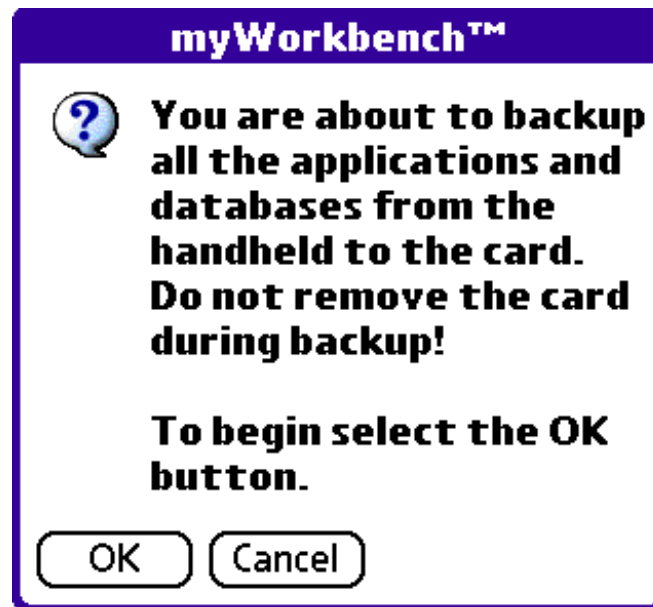 myWorkbench™
You are about to backup
all the applications and
databases from the
handheld to the card.
Do not remove the card
during backup!
To begin select the OK
button.
OK Cancel